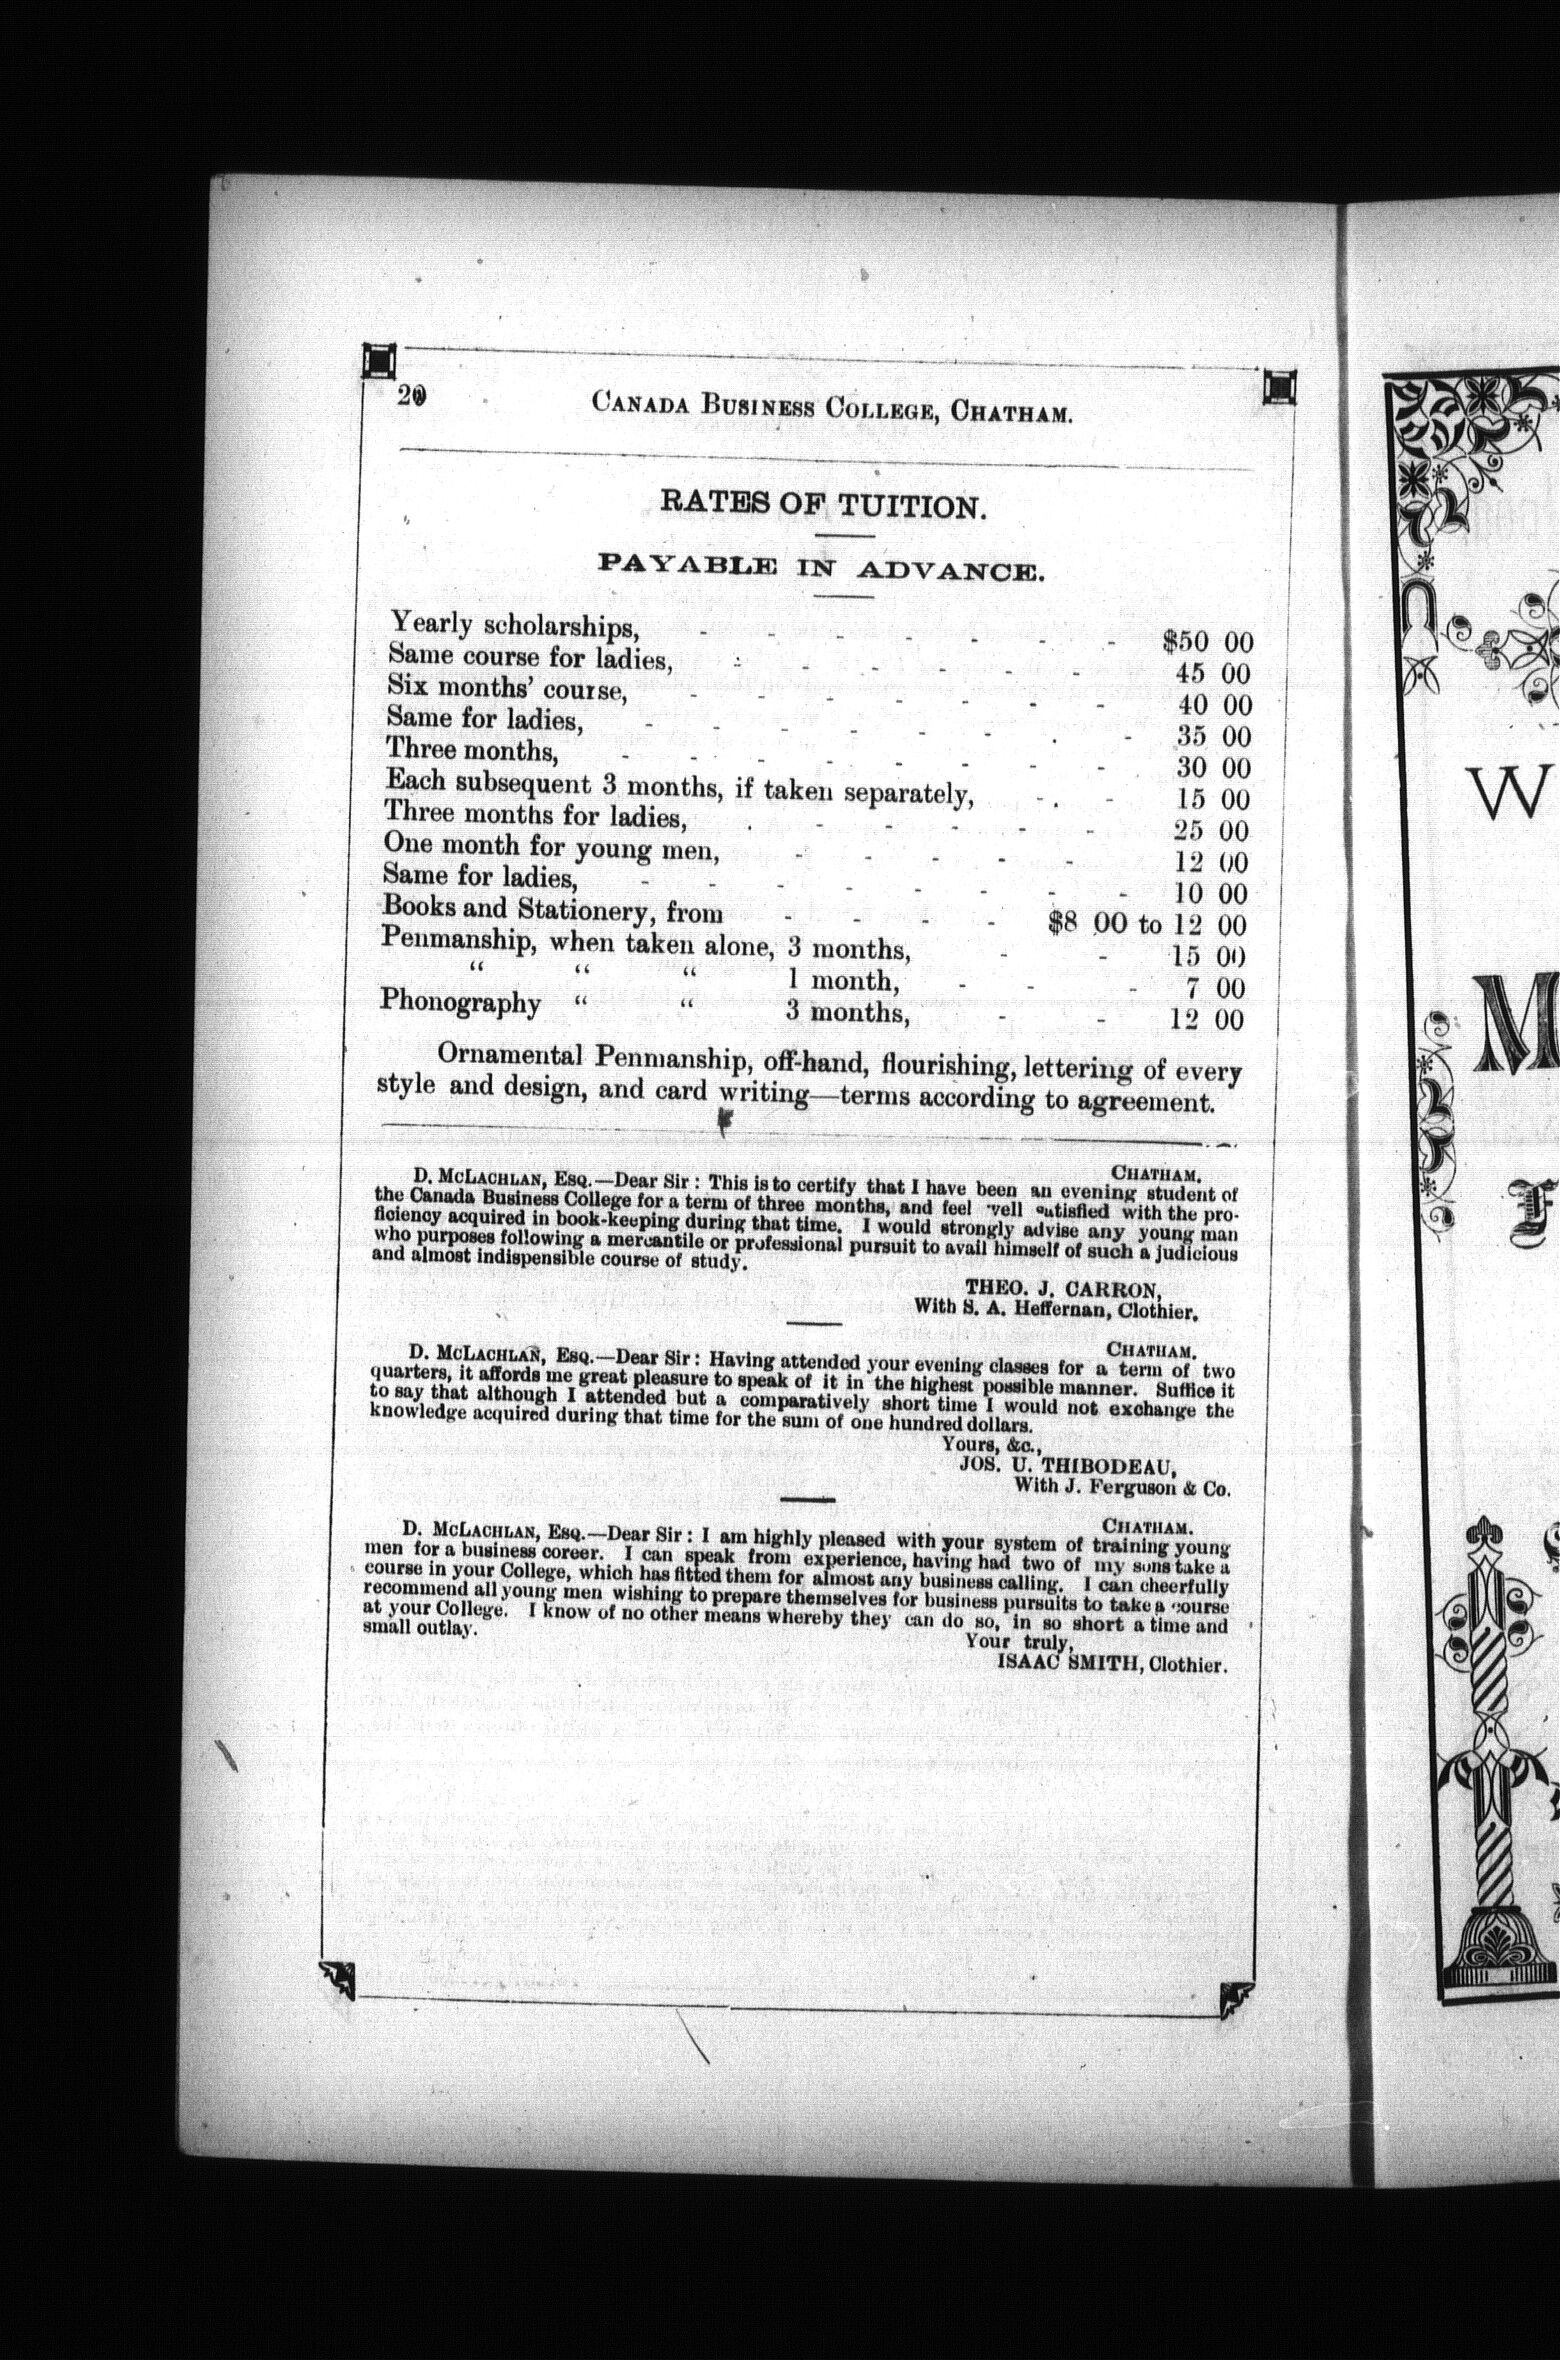 20
CANADA BUSINESS COLLEGE, CHATHAM.
RATES OF TUITION.
PAYABLE IN ADVANCE.
Yearly scholarships, - - - - - - - $50 00
Same course for ladies, - - - - - - 45 00
Six months' course, - - - - - - - 40 00
Same for ladies, - - - - - - . - 35 00
Three months, - - - - - - - - 30 00
Each subsequent 3 months, if taken separately, - . - 15 00
Three months for ladies, . - - - - - 25 00
One month for young men, - - - - - 12 00
Same for ladies, - - - - - - - - 10 00
Books and Stationery, from - - - - $8 00 to 12 00
Penmanship, when taken alone, 3 months, - - 15 00
" " " 1 month, - - - 7 00
Phonography " " 3 months, - - 12 00
Ornamental Penmanship, off-hand, flourishing, lettering of every
style and design, and card writing—terms according to agreement.
CHATHAM.
D. MCLACHLAN, ESQ.—Dear Sir: This is to certify that I have been an evening student of
the Canada Business College for a term of three months, and feel well satisfied with the pro-
ficiency acquired in book-keeping during that time. I would strongly advise any young man
who purposes following a mercantile or professional pursuit to avail himself of such a judicious
and almost indispensible course of study.
THEO. J. CARRON,
With S. A. Heffernan, Clothier.
CHATHAM.
D. MCLACHLAN, ESQ.—Dear Sir: Having attended your evening classes for a term of two
quarters, it affords me great pleasure to speak of it in the highest possible manner. Suffice it
to say that although I attended but a comparatively short time I would not exchange the
knowledge acquired during that time for the sum of one hundred dollars.
Yours, &c.,
JOS. U. THIBODEAU,
With J. Ferguson & Co.
CHATHAM.
D. MCLACHLAN, ESQ.—Dear Sir: I am highly pleased with your system of training young
men for a business coreer. I can speak from experience, having had two of my sons take a
course in your College, which has fitted them for almost any business calling. I can cheerfully
recommend all young men wishing to prepare themselves for business pursuits to take a course
at your College. I know of no other means whereby they can do so, in so short a time and
small outlay.
Your truly,
ISAAC SMITH, Clothier.
W
M
F